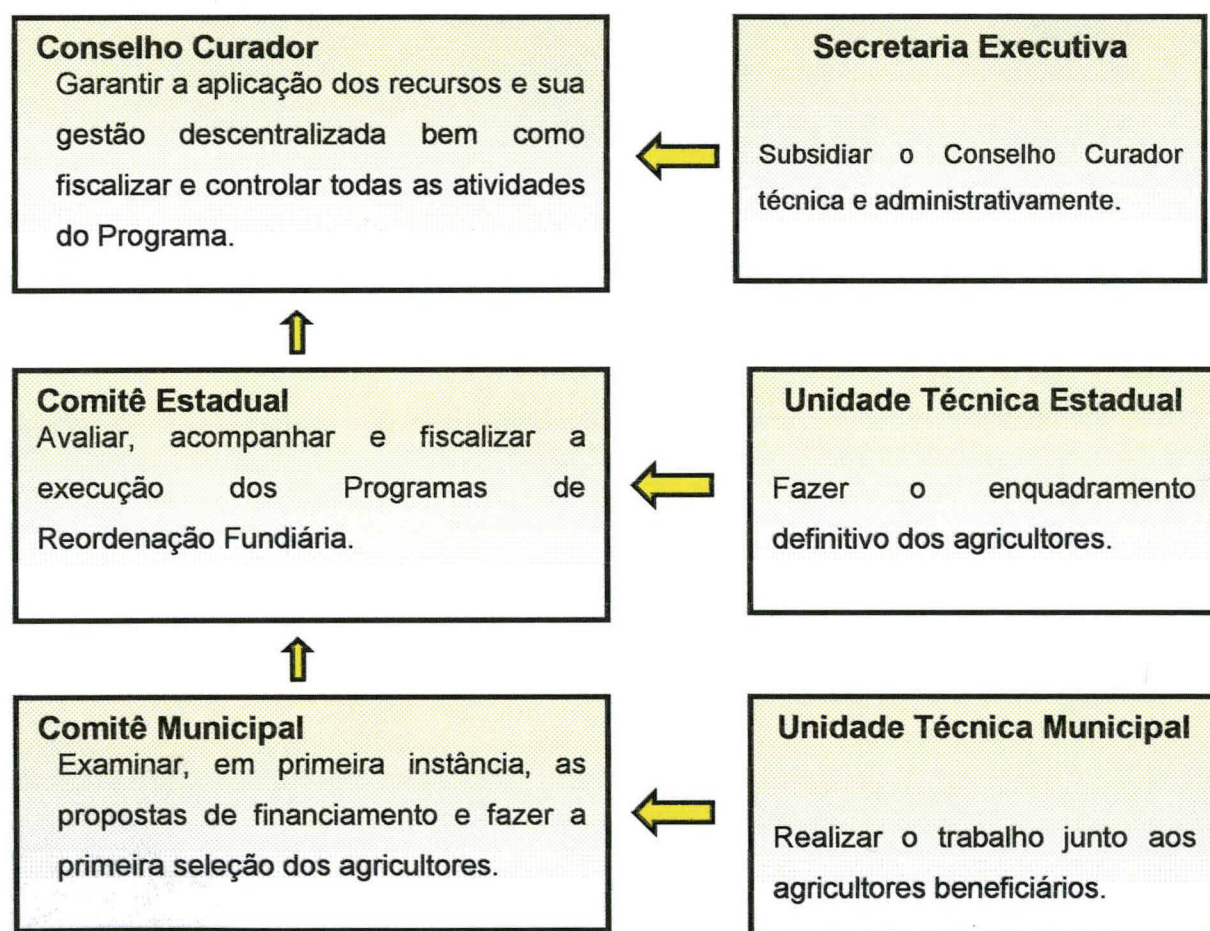 Conselho Curador
Garantir a aplicação dos recursos e sua
gestão descentralizada bem como
fiscalizar e controlar todas as atividades
do Programa.
Secretaria Executiva
Subsidiar o Conselho Curador
técnica e administrativamente.
Comitê Estadual
Avaliar, acompanhar e fiscalizar a
execução dos Programas de
Reordenação Fundiária.
Unidade Técnica Estadual
Fazer o enquadramento
definitivo dos agricultores.
Comitê Municipal
Examinar, em primeira instância, as
propostas de financiamento e fazer a
primeira seleção dos agricultores.
Unidade Técnica Municipal
Realizar o trabalho junto aos
agricultores beneficiários.